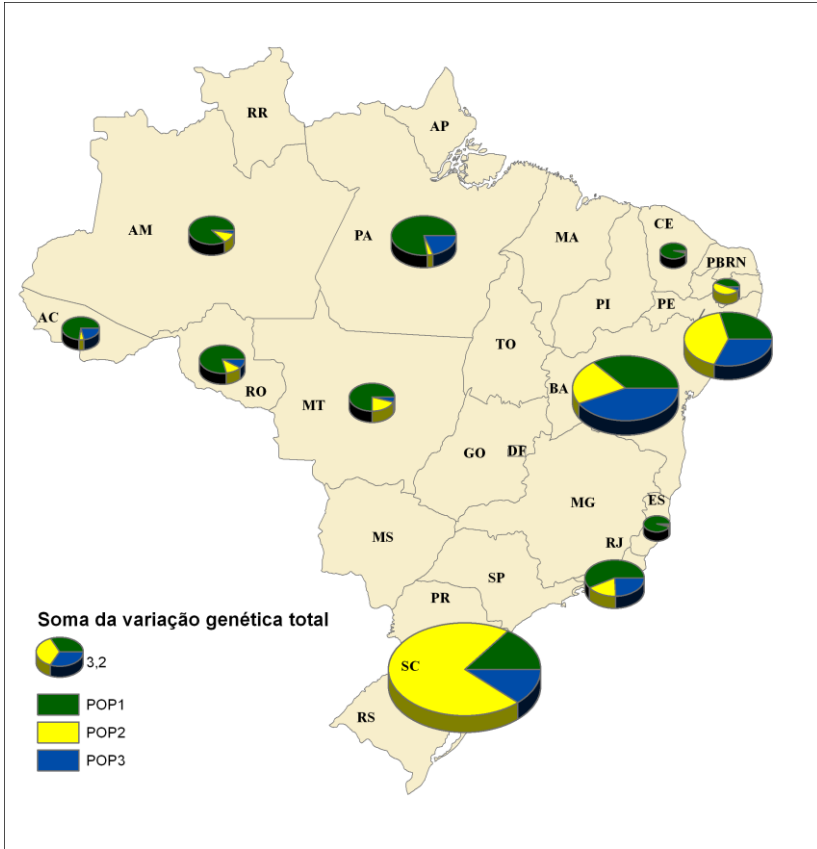 RR
AP
AM
PA
MA
CE
PBRN
PI
PE
AC
TO
RO
BA
MT
GO
DF
MG
ES
MS
RJ
SP
PR
Soma da variação genética total
3,2
SC
POP1
RS
POP2
POP3